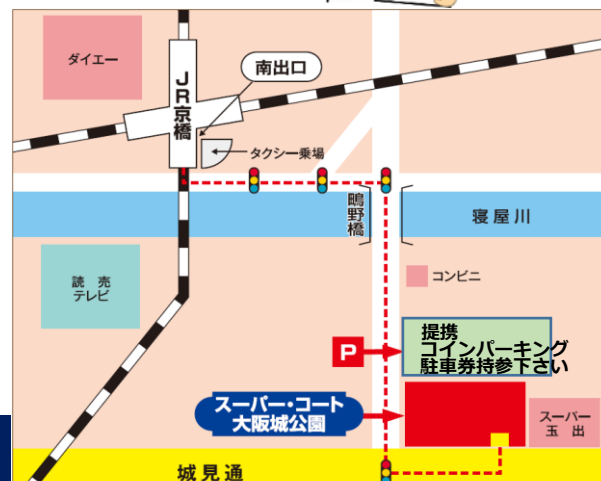 ダイエー
JR京橋
南出口
タクシー乗場
鴫野橋
寝屋川
コンビニ
読売
テレビ
P
提携
コインパーキング
駐車券持参下さい
スーパー・コート
大阪城公園
スーパー
玉出
城見通